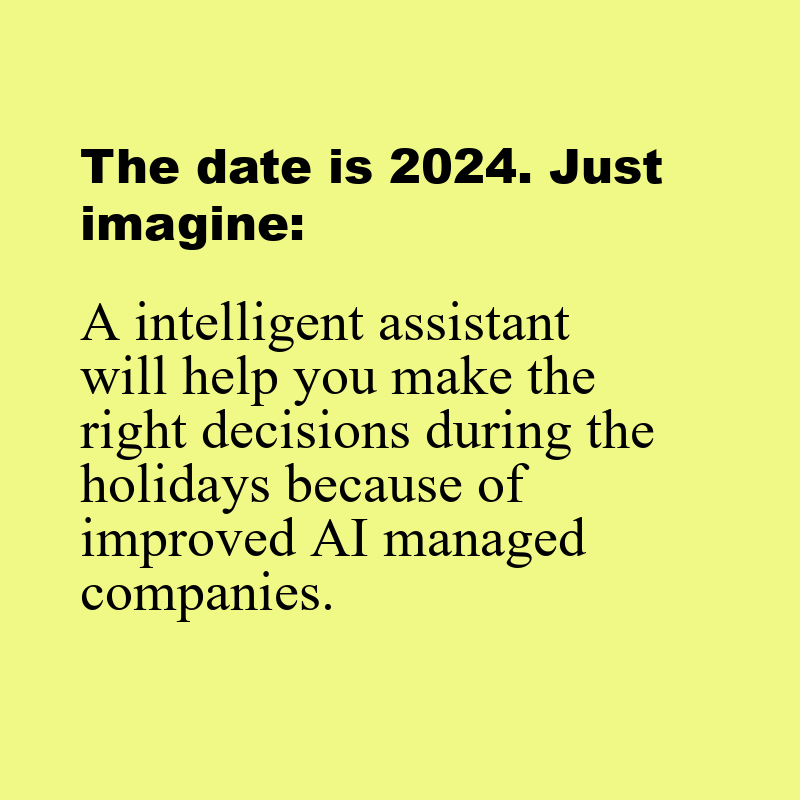 The date is 2024. Just
imagine:
A intelligent assistant
will help you make the
right decisions during the
holidays because of
improved AI managed
companies.